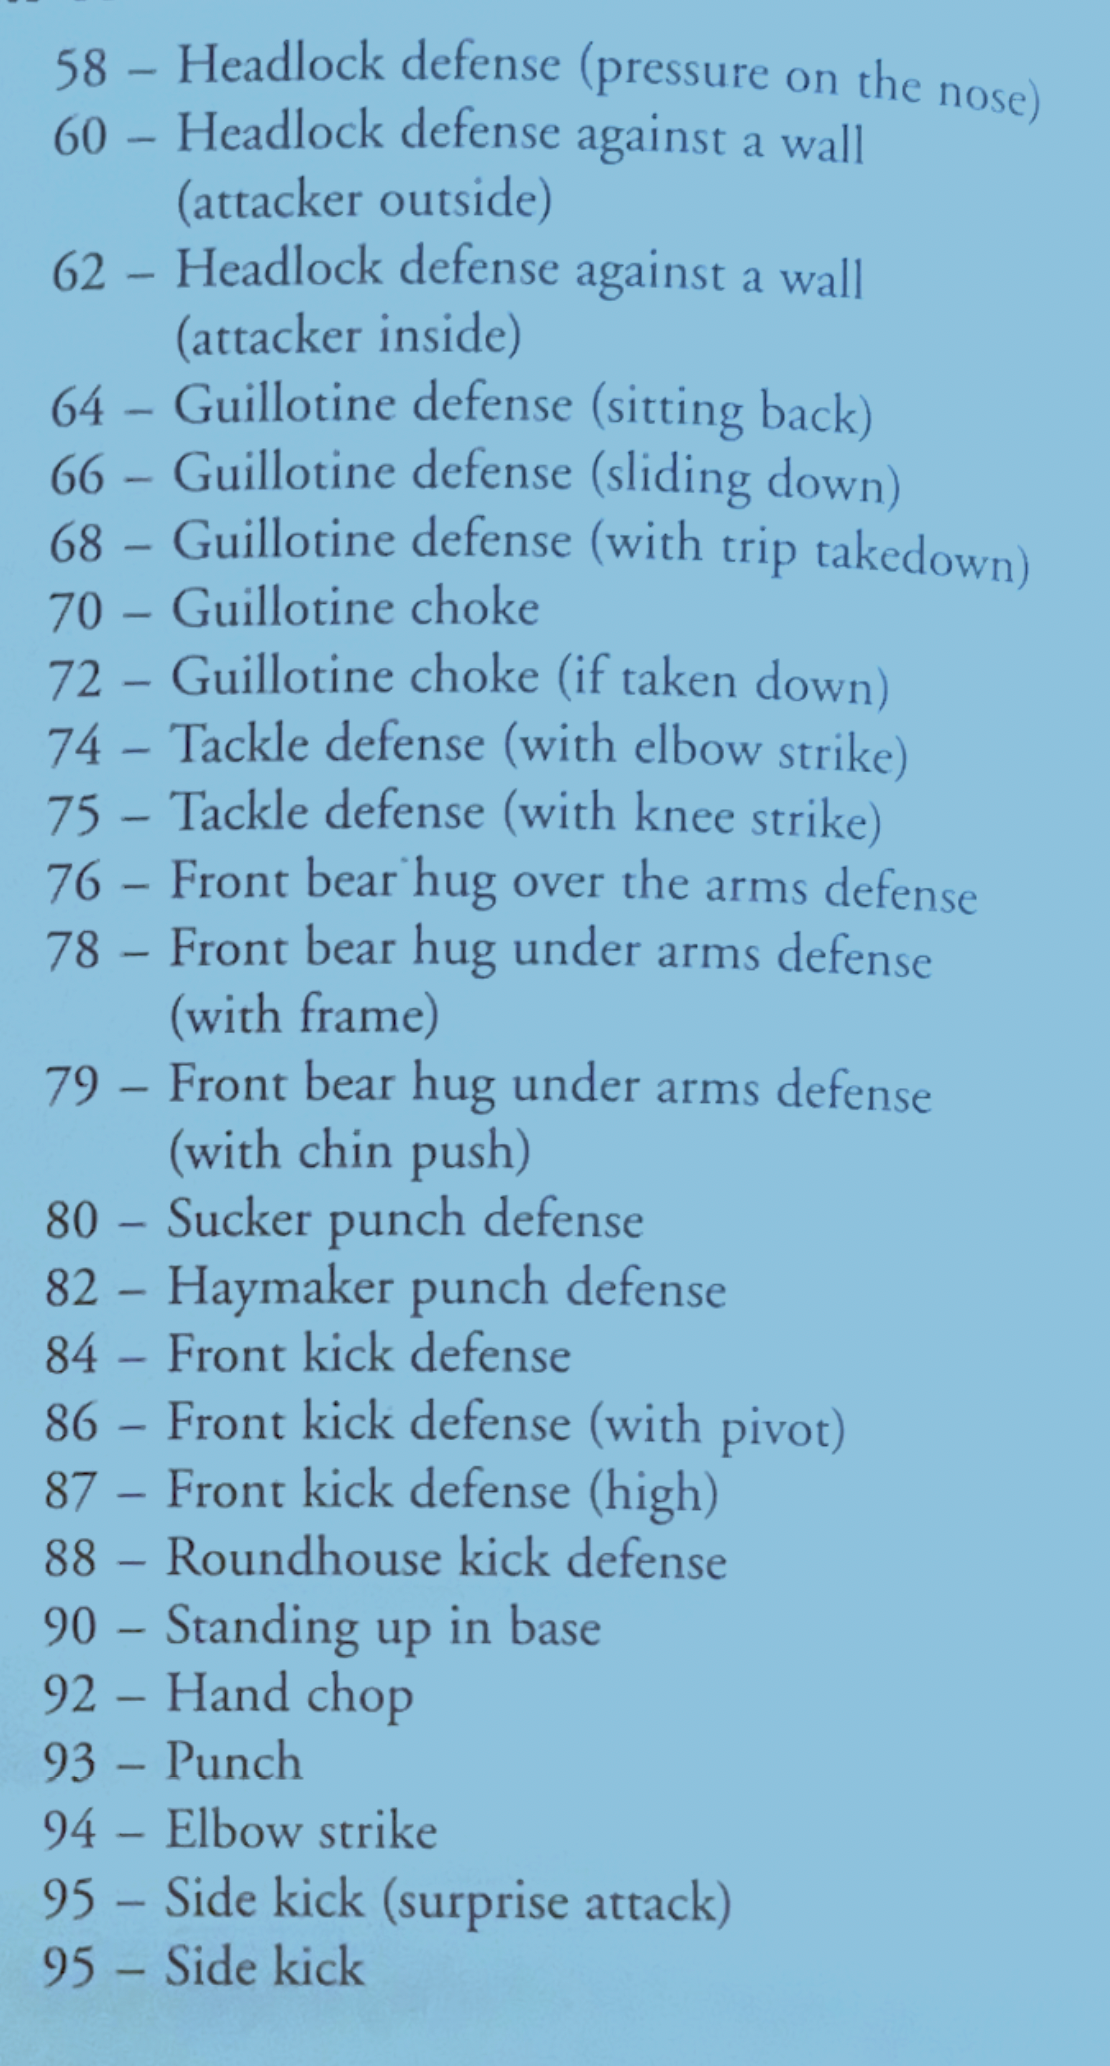 58 – Headlock defense (pressure on the nose)
60 – Headlock defense against a wall
(attacker outside)
62 – Headlock defense against a wall
(attacker inside)
64 – Guillotine defense (sitting back)
66 – Guillotine defense (sliding down)
68 – Guillotine defense (with trip takedown)
70 – Guillotine choke
72 – Guillotine choke (if taken down)
74 – Tackle defense (with elbow strike)
75 – Tackle defense (with knee strike)
76 – Front bear hug over the arms defense
78 – Front bear hug under arms defense
(with frame)
79 – Front bear hug under arms defense
(with chin push)
80 – Sucker punch defense
82 – Haymaker punch defense
84 – Front kick defense
86 – Front kick defense (with pivot)
87 – Front kick defense (high)
88 – Roundhouse kick defense
90 – Standing up in base
92 – Hand chop
93 – Punch
94 – Elbow strike
95 – Side kick (surprise attack)
95 – Side kick